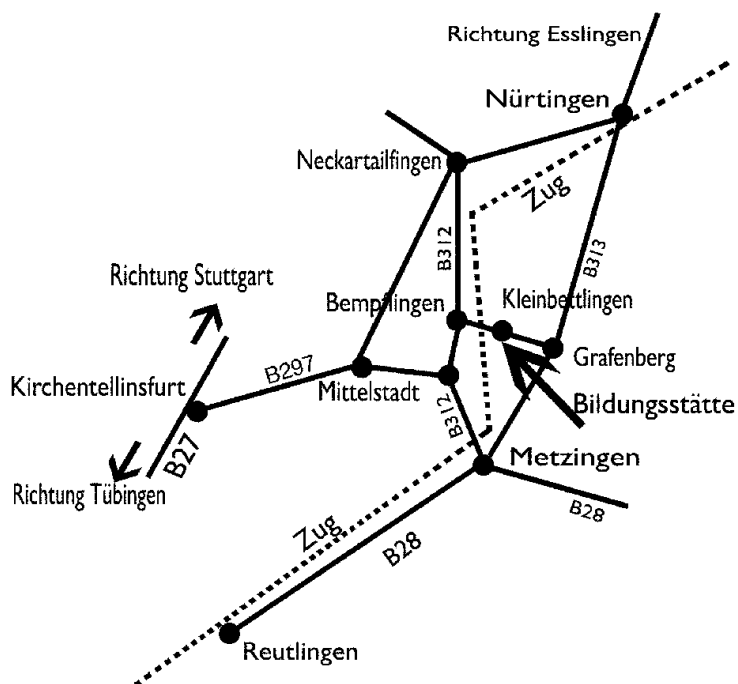 Richtung Esslingen
Nürtingen
Neckartailfingen
Zug
B312
B313
Richtung Stuttgart
Bempflingen
Kleinbettlingen
Grafenberg
B297
Mittelstadt
Kirchentellinsfurt
Bildungsstätte
B312
B27
Metzingen
Richtung Tübingen
B28
Zug
B28
Reutlingen